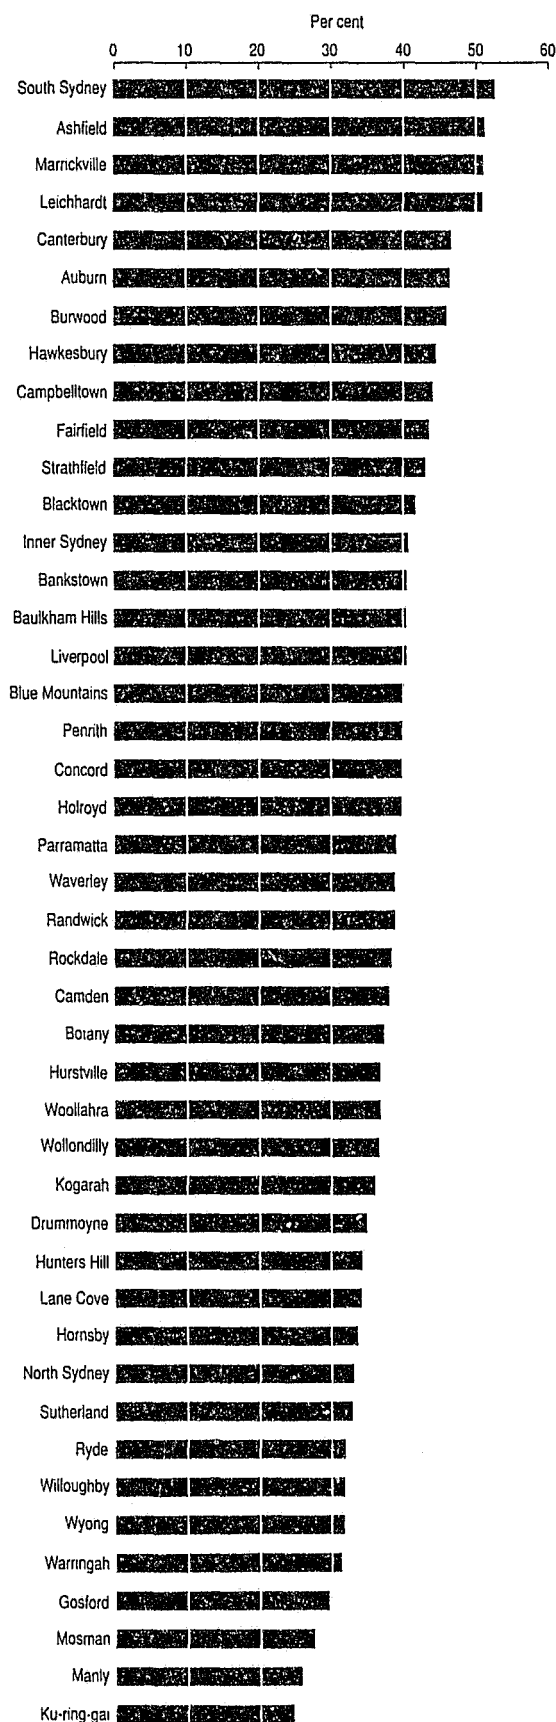 Per cent
0 10 20 30 40 50 60
South Sydney
Ashfield
Marrickville
Leichhardt
Canterbury
Auburn
Burwood
Hawkesbury
Campbelltown
Fairfield
Strathfield
Blacktown
Inner Sydney
Bankstown
Baulkham Hills
Liverpool
Blue Mountains
Penrith
Concord
Holroyd
Parramatta
Waverley
Randwick
Rockdale
Camden
Botany
Hurstville
Woollahra
Wollondilly
Kogarah
Drummoyne
Hunters Hill
Lane Cove
Hornsby
North Sydney
Sutherland
Ryde
Willoughby
Wyong
Warringah
Gosford
Mosman
Manly
Ku-ring-gai